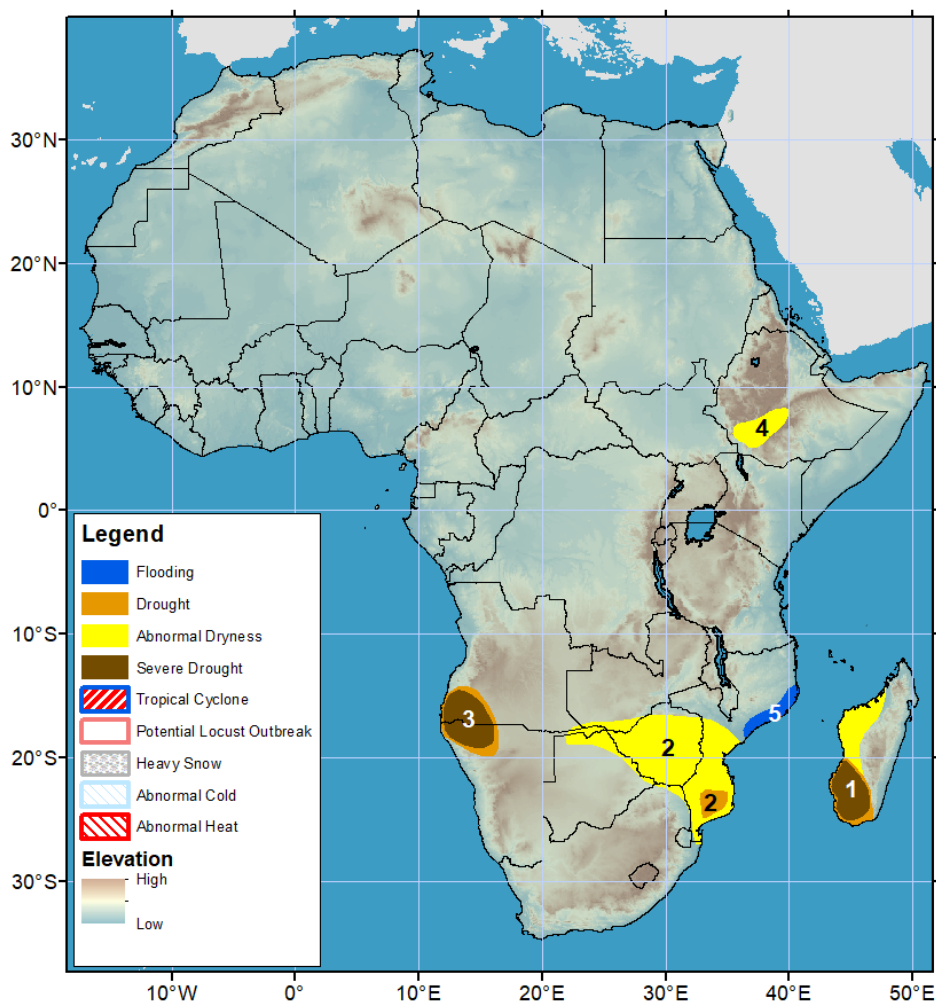 30°N
20°N
10°N
4
0°
Legend
Flooding
Drought
Abnormal Dryness
Severe Drought
Tropical Cyclone
Potential Locust Outbreak
Heavy Snow
Abnormal Cold
Abnormal Heat
Elevation
High
Low
10°S
3
5
2
20°S
1
2
30°S
10°W
0°
10°E
20°E
30°E
40°E
50°E